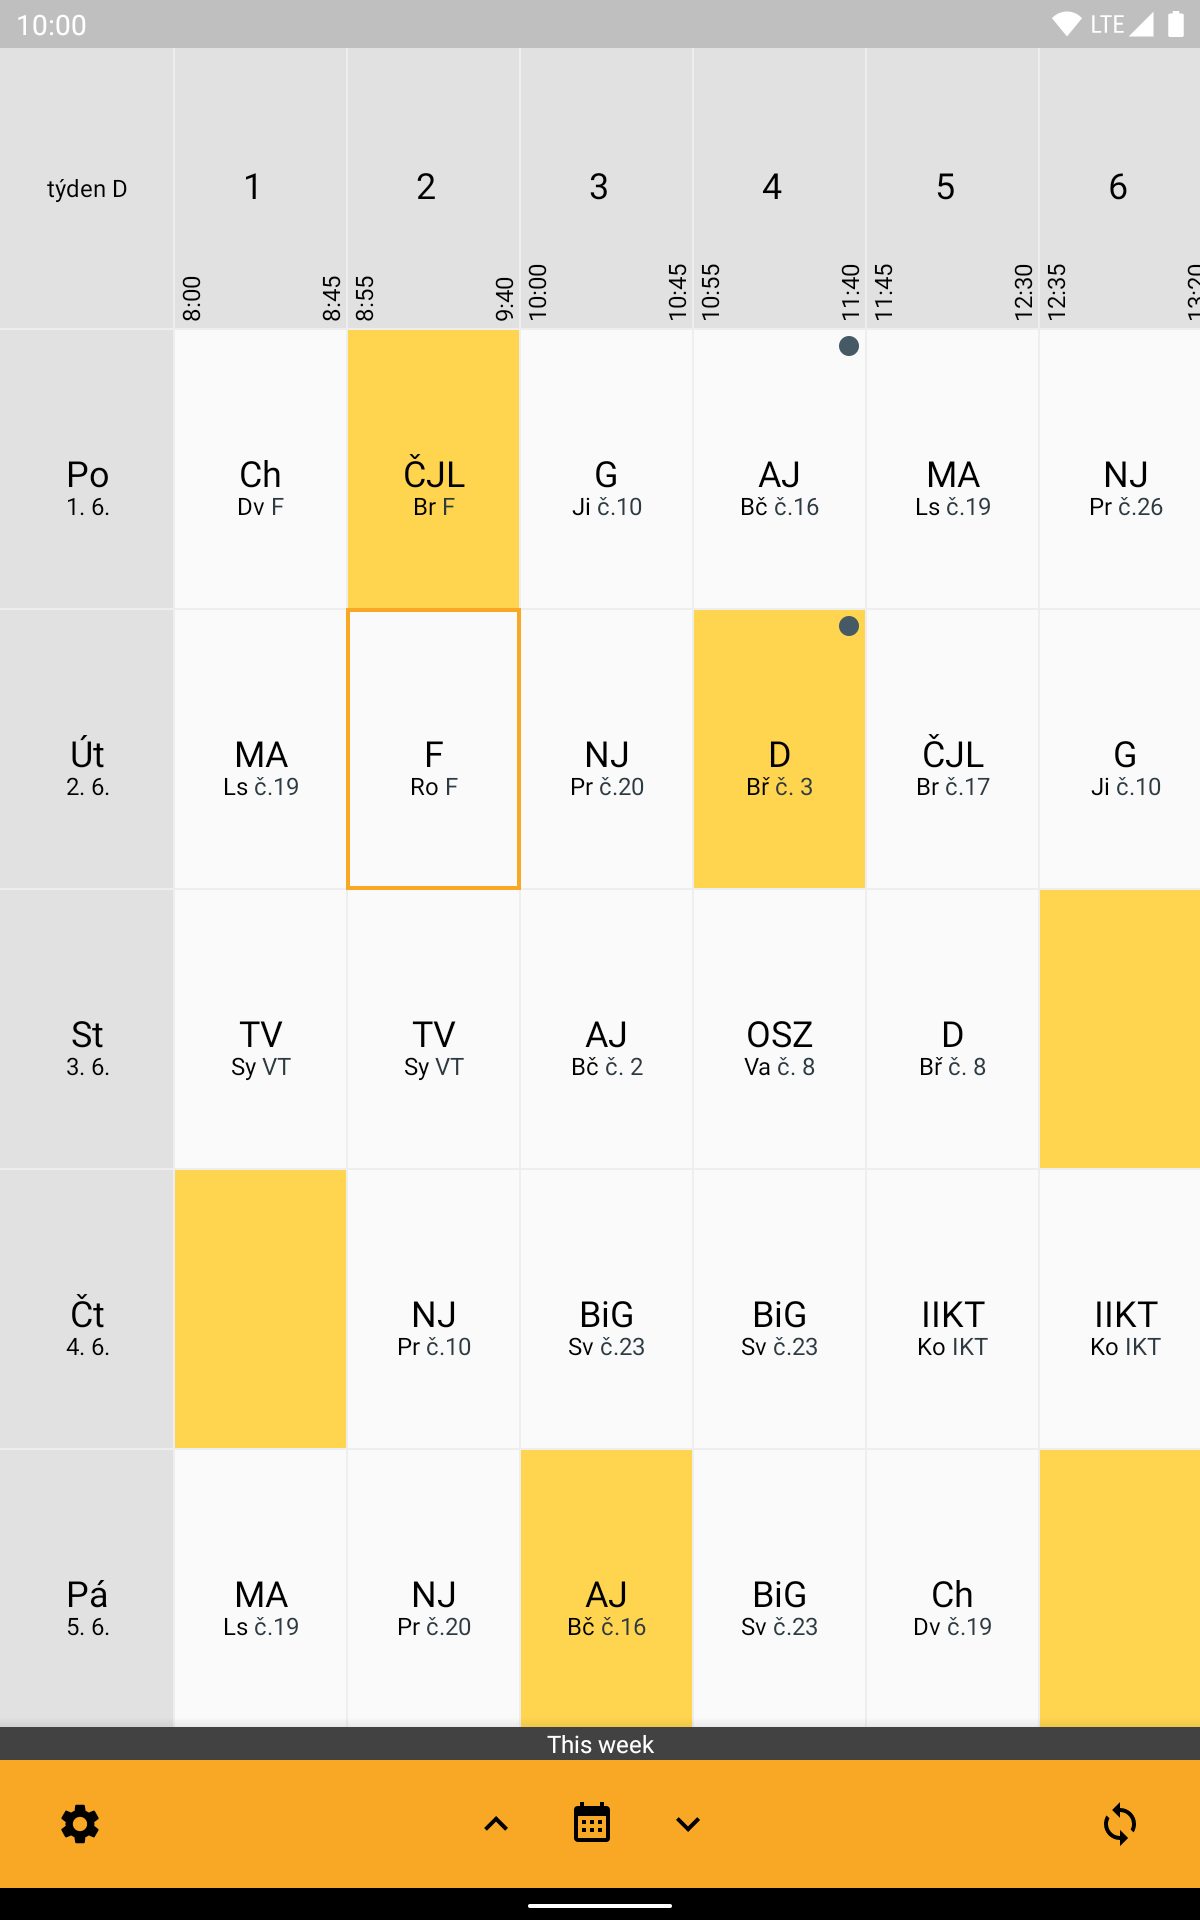 10:00 LTE
týden D 1 2 3 4 5 6
8:00 8:45 8:55 9:40 10:00 10:45 10:55 11:40 11:45 12:30 12:35 13:20
Po Ch ČJL G AJ MA NJ
1. 6. Dv F Br F Ji č.10 Bč č.16 Ls č.19 Pr č.26
Út MA F NJ D ČJL G
2. 6. Ls č.19 Ro F Pr č.20 Bř č. 3 Br č.17 Ji č.10
St TV TV AJ OSZ D
3. 6. Sy VT Sy VT Bč č. 2 Va č. 8 Bř č. 8
Čt NJ BiG BiG IIKT IIKT
4. 6. Pr č.10 Sv č.23 Sv č.23 Ko IKT Ko IKT
Pá MA NJ AJ BiG Ch
5. 6. Ls č.19 Pr č.20 Bč č.16 Sv č.23 Dv č.19
This week